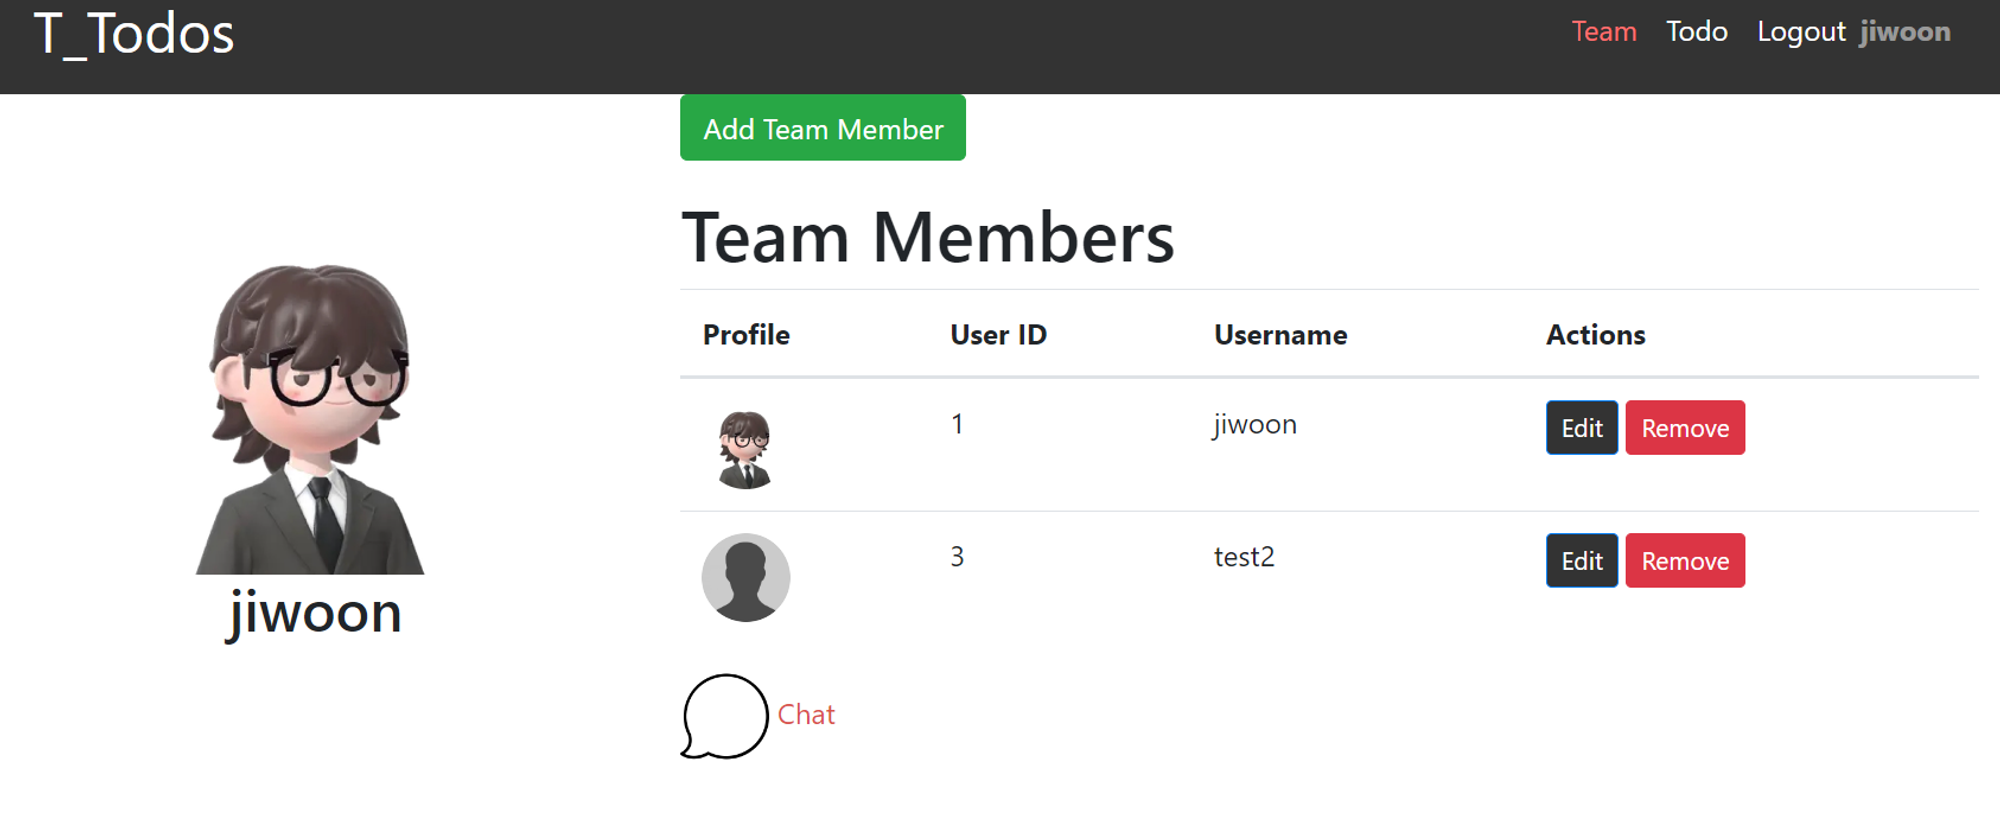 T_Todos
Team Todo Logout jiwoon
Add Team Member
jiwoon
Team Members
Profile User ID Username Actions
1 jiwoon Edit Remove
3 test2 Edit Remove
Chat